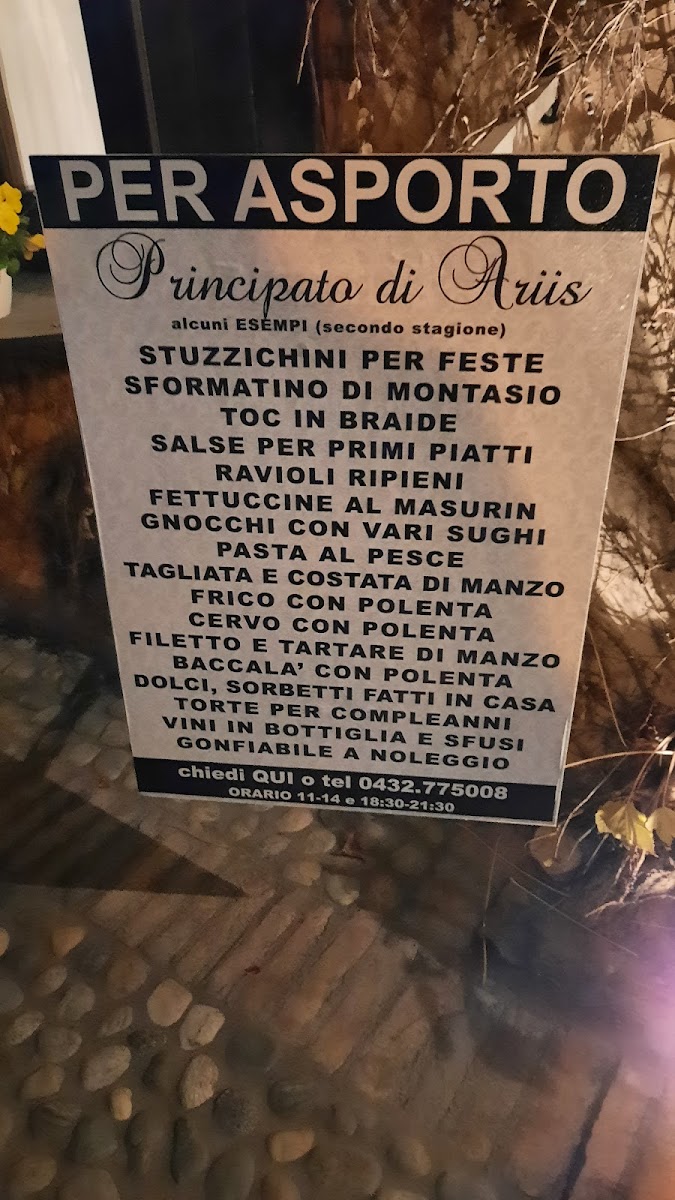 PER ASPORTO
Principato di Ariis
alcuni ESEMPI (secondo stagione)
STUZZICHINI PER FESTE
SFORMATINO DI MONTASIO
TOC IN BRAIDE
SALSE PER PRIMI PIATTI
RAVIOLI RIPIENI
FETTUCCINE AL MASURIN
GNOCCHI CON VARI SUGHI
PASTA AL PESCE
TAGLIATA E COSTATA DI MANZO
FRICO CON POLENTA
CERVO CON POLENTA
FILETTO E TARTARE DI MANZO
BACCALA' CON POLENTA
DOLCI, SORBETTI FATTI IN CASA
TORTE PER COMPLEANNI
VINI IN BOTTIGLIA E SFUSI
GONFIABILE A NOLEGGIO
chiedi QUI o tel 0432.775008
ORARIO 11-14 e 18:30-21:30